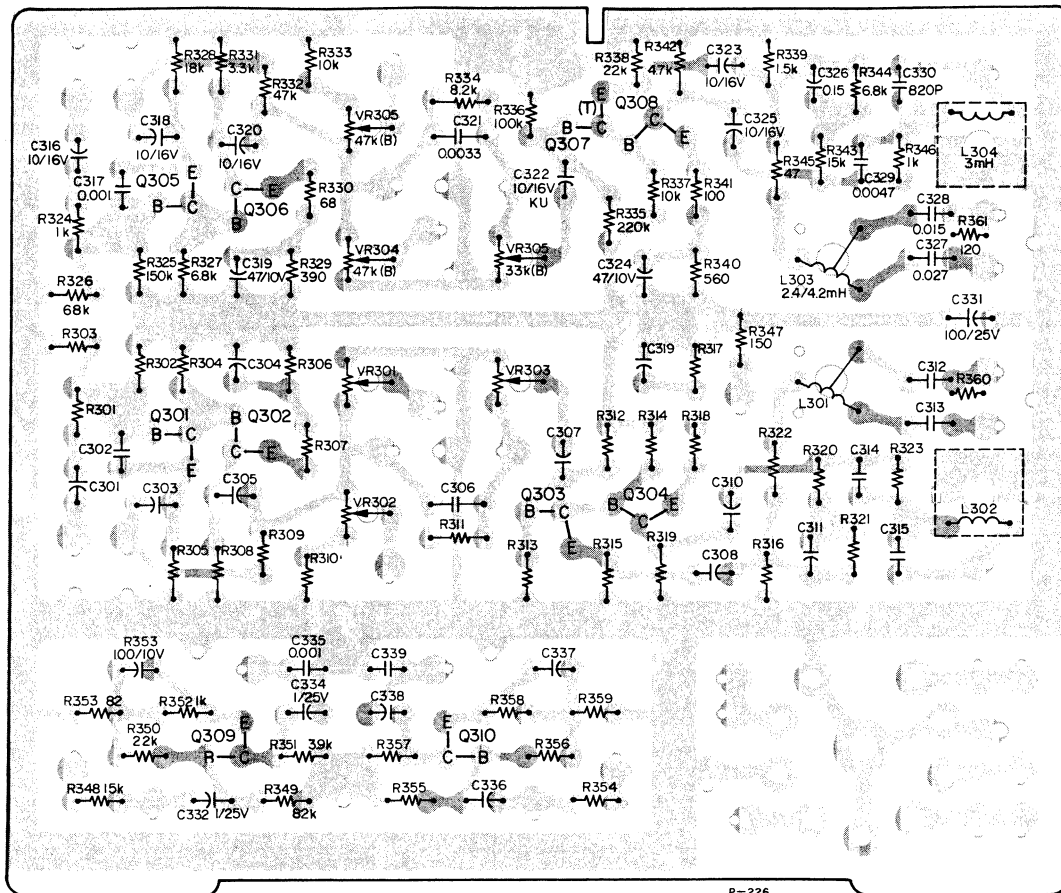 R328
18k
R331
3.3k
R333
10k
R332
47k
R334
8.2k
R336
100k
R338
22k
R342
47k
C323
10/16V
R339
1.5k
C326
0.15
R344
6.8k
C330
820P
C316
10/16V
C318
10/16V
C320
10/16V
VR305
47k(B)
C321
0.0033
E
(T)
B
C
Q307
Q308
C
B
E
C325
10/16V
R345
47
R343
15k
C329
0.0047
R346
1k
L304
3mH
C317
0.001
Q305
E
B
C
C
E
B
Q306
R330
68
C322
10/16V
KU
R337
10k
R341
100
R335
220k
C328
0.015
R361
120
C327
0.027
R324
1k
R325
150k
R327
6.8k
C319
47/10V
R329
390
VR304
47k(B)
VR305
33k(B)
C324
47/10V
R340
560
L303
2.4/4.2mH
R326
68k
C331
100/25V
R303
R302
R304
C304
R306
VR301
VR303
C319
R317
R347
150
L301
C312
R360
C313
R301
Q301
B
C
E
Q302
B
C
E
R307
C307
R312
R314
R318
R322
R320
C314
R323
C302
C301
C303
C305
VR302
C306
R311
Q303
B
C
E
Q304
B
C
E
C310
C311
R321
C315
L302
R305
R308
R309
R310
R313
R315
R319
C308
R316
R353
100/10V
C335
0.001
C339
C337
R353 82
R352 1k
C334
1/25V
C338
R358
R359
R350
22k
Q309
B
C
E
R351 3.9k
R357
Q310
E
C
B
R356
R348 15k
C332 1/25V
R349
82k
R355
C336
R354
P-226